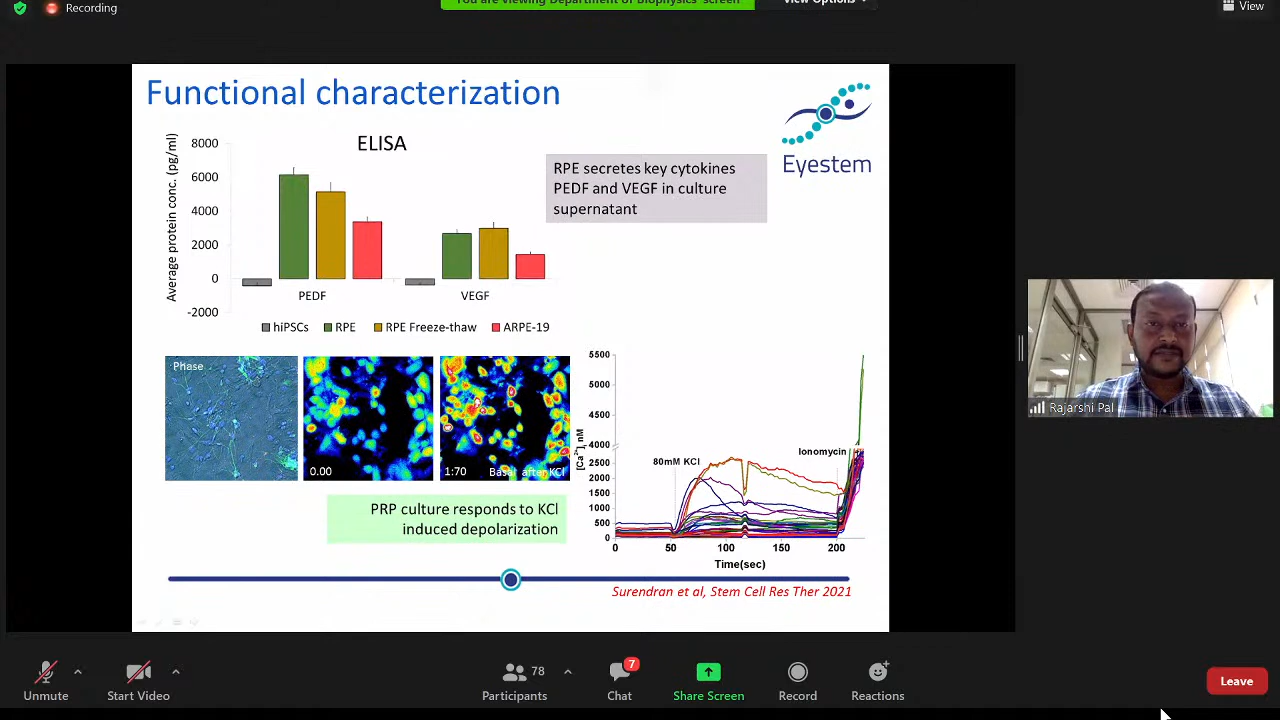 Recording
You are viewing Department of Biophysics' screen
View Options
View
Functional characterization
Eyestem
ELISA
Average protein conc. (pg/ml)
8000
6000
4000
2000
0
-2000
PEDF
VEGF
hiPSCs
RPE
RPE Freeze-thaw
ARPE-19
RPE secretes key cytokines
PEDF and VEGF in culture
supernatant
Phase
0.00
1:70
Basal after KCl
PRP culture responds to KCl
induced depolarization
[Ca2+]i nM
5500
5000
4500
4000
2500
2000
1500
1000
500
0
80mM KCl
Ionomycin
0
50
100
150
200
Time(sec)
Surendran et al, Stem Cell Res Ther 2021
Rajarshi Pal
Unmute
Start Video
78
Participants
7
Chat
Share Screen
Record
Reactions
Leave